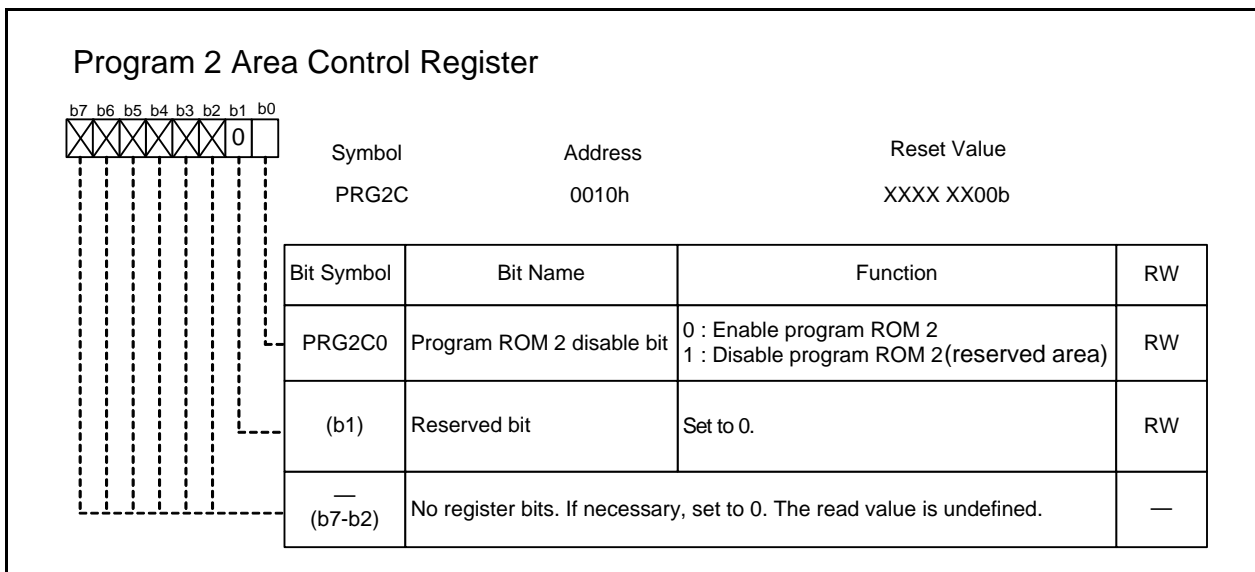 Program 2 Area Control Register
b7 b6 b5 b4 b3 b2 b1 b0
0
Symbol Address Reset Value
PRG2C 0010h XXXX XX00b
Bit Symbol Bit Name Function RW
PRG2C0 Program ROM 2 disable bit 0 : Enable program ROM 2
1 : Disable program ROM 2(reserved area) RW
(b1) Reserved bit Set to 0. RW
—
(b7-b2) No register bits. If necessary, set to 0. The read value is undefined. —